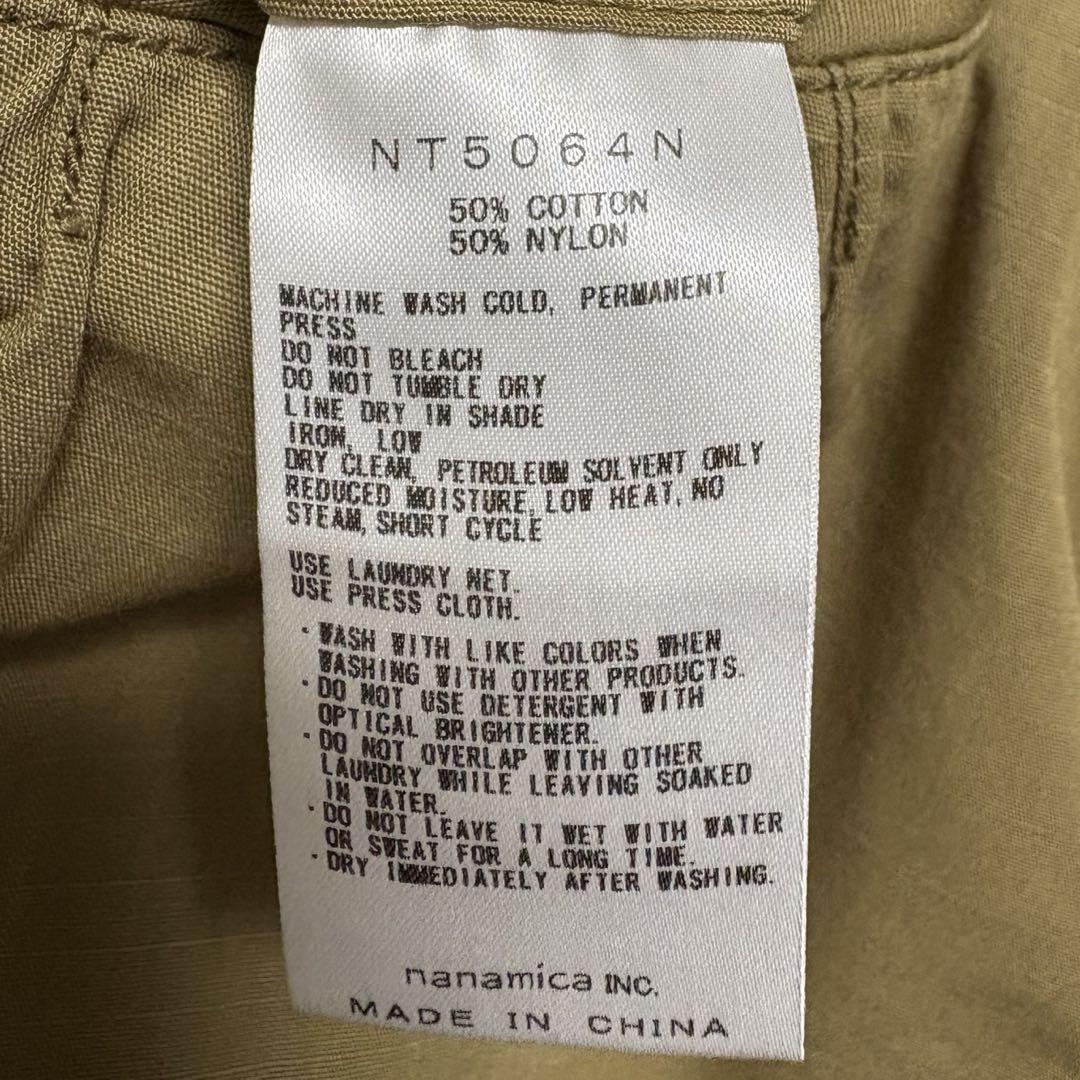 NT5064N
50% COTTON
50% NYLON
MACHINE WASH COLD, PERMANENT
PRESS
DO NOT BLEACH
DO NOT TUMBLE DRY
LINE DRY IN SHADE
IRON, LOW
DRY CLEAN, PETROLEUM SOLVENT ONLY
REDUCED MOISTURE, LOW HEAT, NO
STEAM, SHORT CYCLE
USE LAUNDRY NET.
USE PRESS CLOTH.
・WASH WITH LIKE COLORS WHEN
WASHING WITH OTHER PRODUCTS.
・DO NOT USE DETERGENT WITH
OPTICAL BRIGHTENER.
・DO NOT OVERLAP WITH OTHER
LAUNDRY WHILE LEAVING SOAKED
IN WATER.
・DO NOT LEAVE IT WET WITH WATER
OR SWEAT FOR A LONG TIME.
・DRY IMMEDIATELY AFTER WASHING.
nanamica INC.
MADE IN CHINA